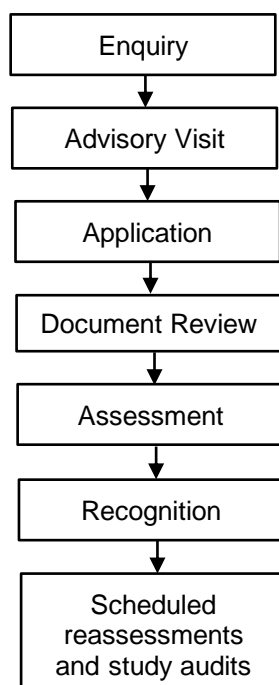 Enquiry
Advisory Visit
Application
Document Review
Assessment
Recognition
Scheduled
reassessments
and study audits